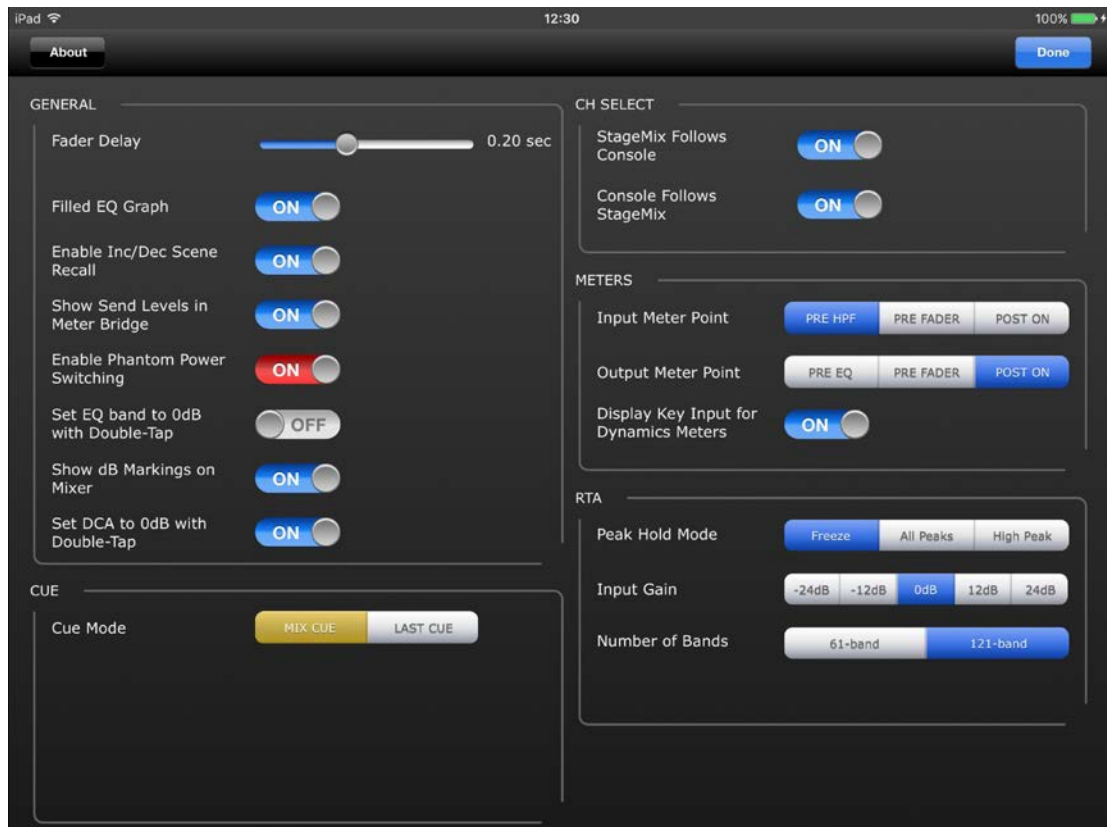 iPad 12:30 100%
About Done
GENERAL
Fader Delay 0.20 sec
Filled EQ Graph ON
Enable Inc/Dec Scene
Recall ON
Show Send Levels in
Meter Bridge ON
Enable Phantom Power
Switching ON
Set EQ band to 0dB
with Double-Tap OFF
Show dB Markings on
Mixer ON
Set DCA to 0dB with
Double-Tap ON
CUE
Cue Mode MIX CUE LAST CUE
CH SELECT
StageMix Follows
Console ON
Console Follows
StageMix ON
METERS
Input Meter Point PRE HPF PRE FADER POST ON
Output Meter Point PRE EQ PRE FADER POST ON
Display Key Input for
Dynamics Meters ON
RTA
Peak Hold Mode Freeze All Peaks High Peak
Input Gain -24dB -12dB 0dB 12dB 24dB
Number of Bands 61-band 121-band